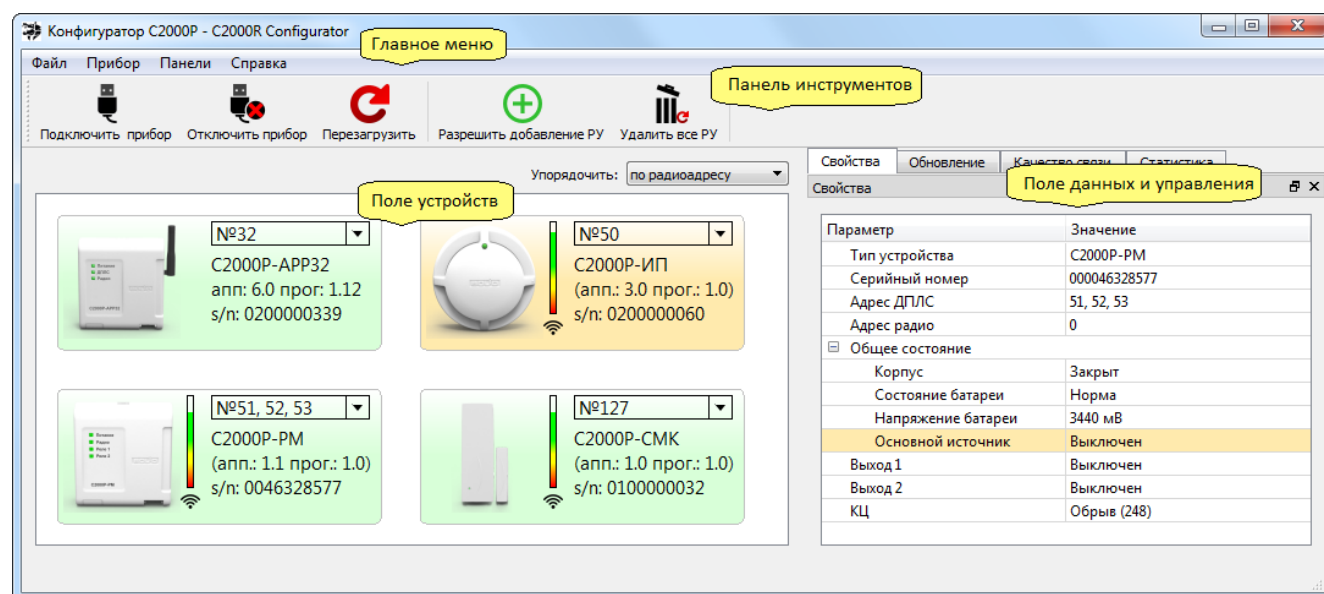 Конфигуратор С2000Р - C2000R Configurator
Главное меню
Файл Прибор Панели Справка
Панель инструментов
Подключить прибор Отключить прибор Перезагрузить Разрешить добавление РУ Удалить все РУ
Упорядочить: по радиоадресу
Свойства Обновление Качество связи Статистика
Свойства
Поле данных и управления
Поле устройств
№32
С2000Р-АРР32
апп: 6.0 прог: 1.12
s/n: 0200000339
№50
С2000Р-ИП
(апп.: 3.0 прог.: 1.0)
s/n: 0200000060
№51, 52, 53
С2000Р-РМ
(апп.: 1.1 прог.: 1.0)
s/n: 0046328577
№127
С2000Р-СМК
(апп.: 1.0 прог.: 1.0)
s/n: 0100000032
Параметр Значение
Тип устройства С2000Р-РМ
Серийный номер 000046328577
Адрес ДПЛС 51, 52, 53
Адрес радио 0
Общее состояние
Корпус Закрыт
Состояние батареи Норма
Напряжение батареи 3440 мВ
Основной источник Выключен
Выход 1 Выключен
Выход 2 Выключен
КЦ Обрыв (248)